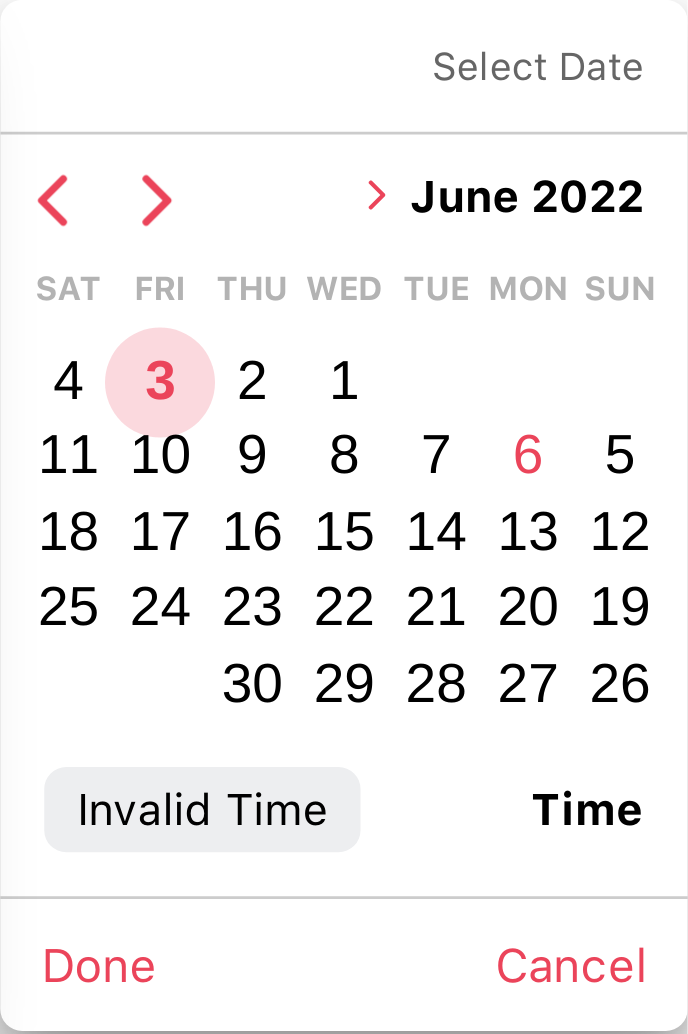 Select Date
June 2022
SAT FRI THU WED TUE MON SUN
4 3 2 1
11 10 9 8 7 6 5
18 17 16 15 14 13 12
25 24 23 22 21 20 19
30 29 28 27 26
Invalid Time Time
Done Cancel